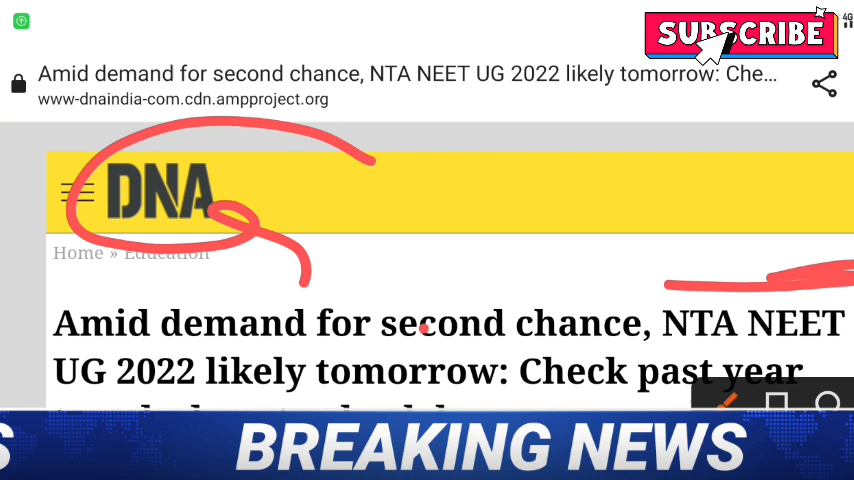 4G
SUBSCRIBE
Amid demand for second chance, NTA NEET UG 2022 likely tomorrow: Che...
www-dnaindia-com.cdn.ampproject.org
DNA
Home » Education
Amid demand for second chance, NTA NEET
UG 2022 likely tomorrow: Check past year
S BREAKING NEWS